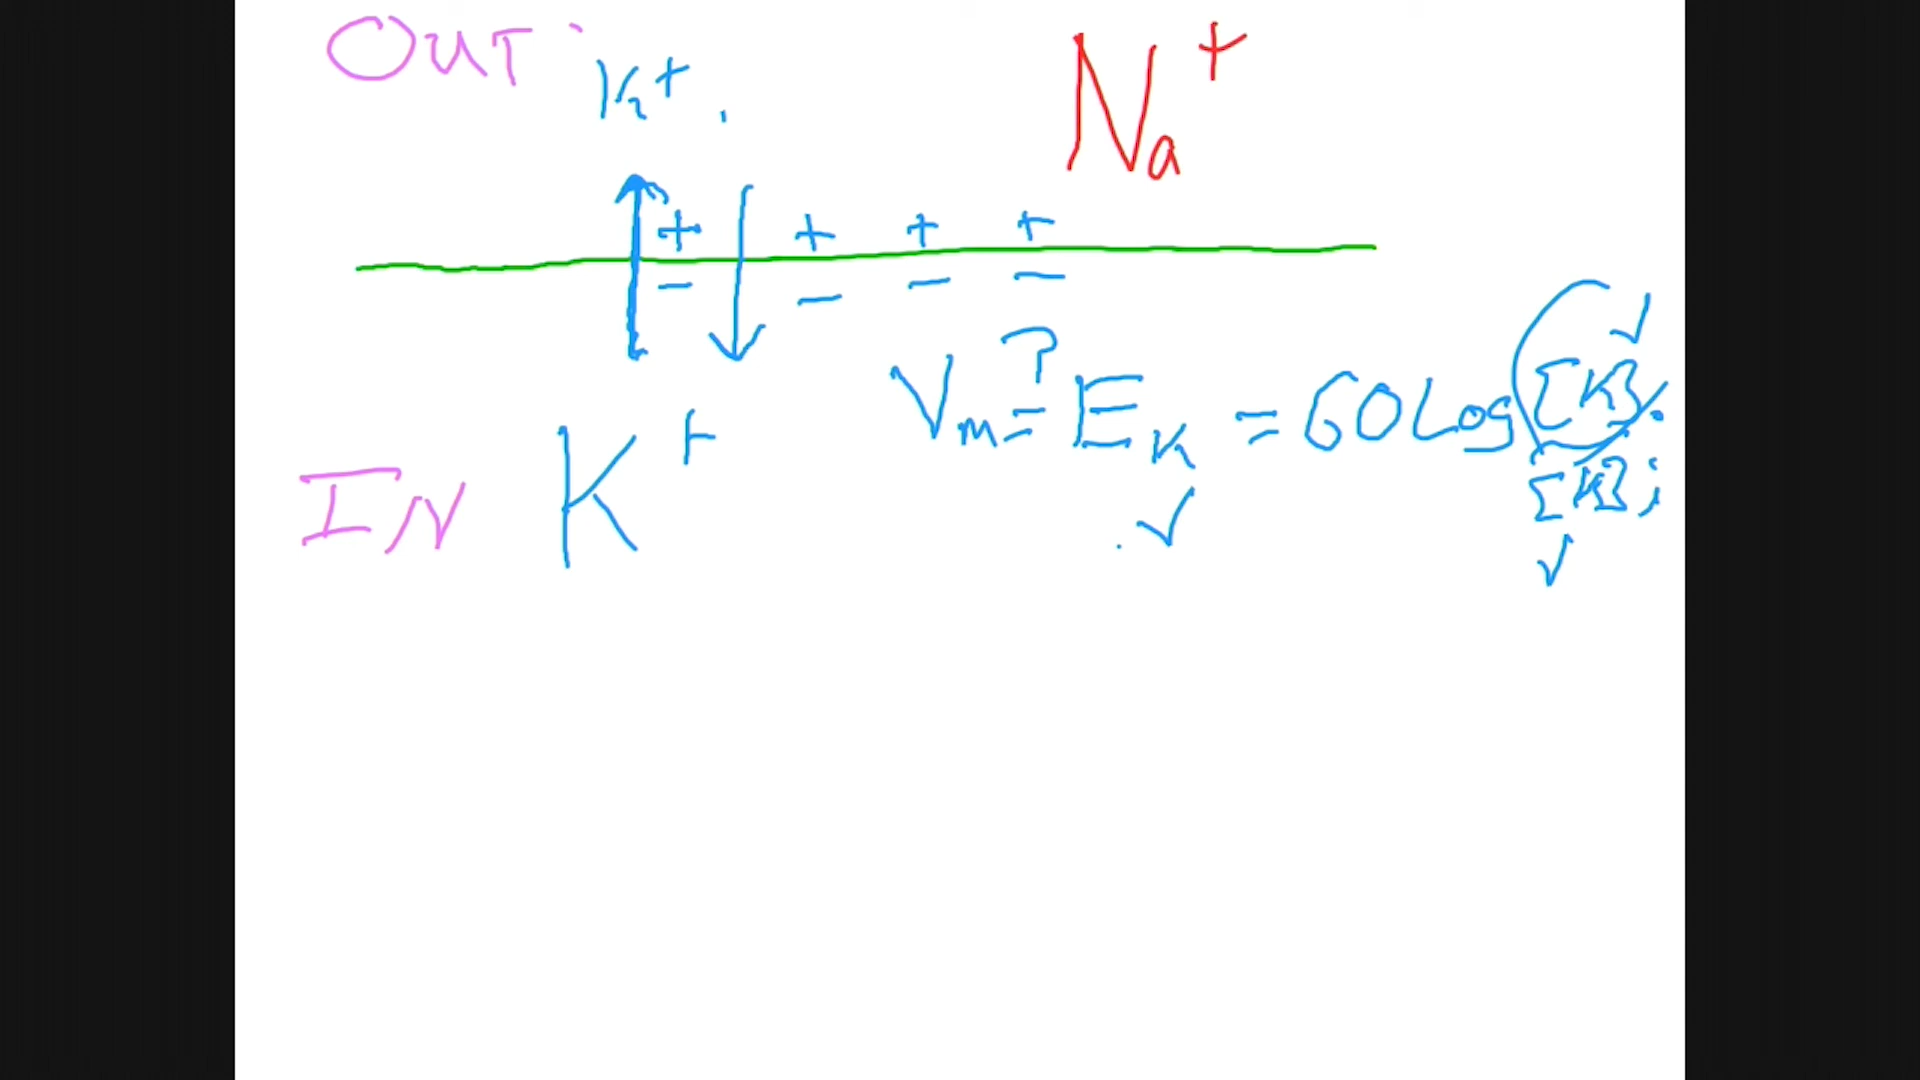 OUT
K+
Na+
+ + + +
- - - -
Vm ?= EK = 60 Log [K]o / [K]i
IN K+